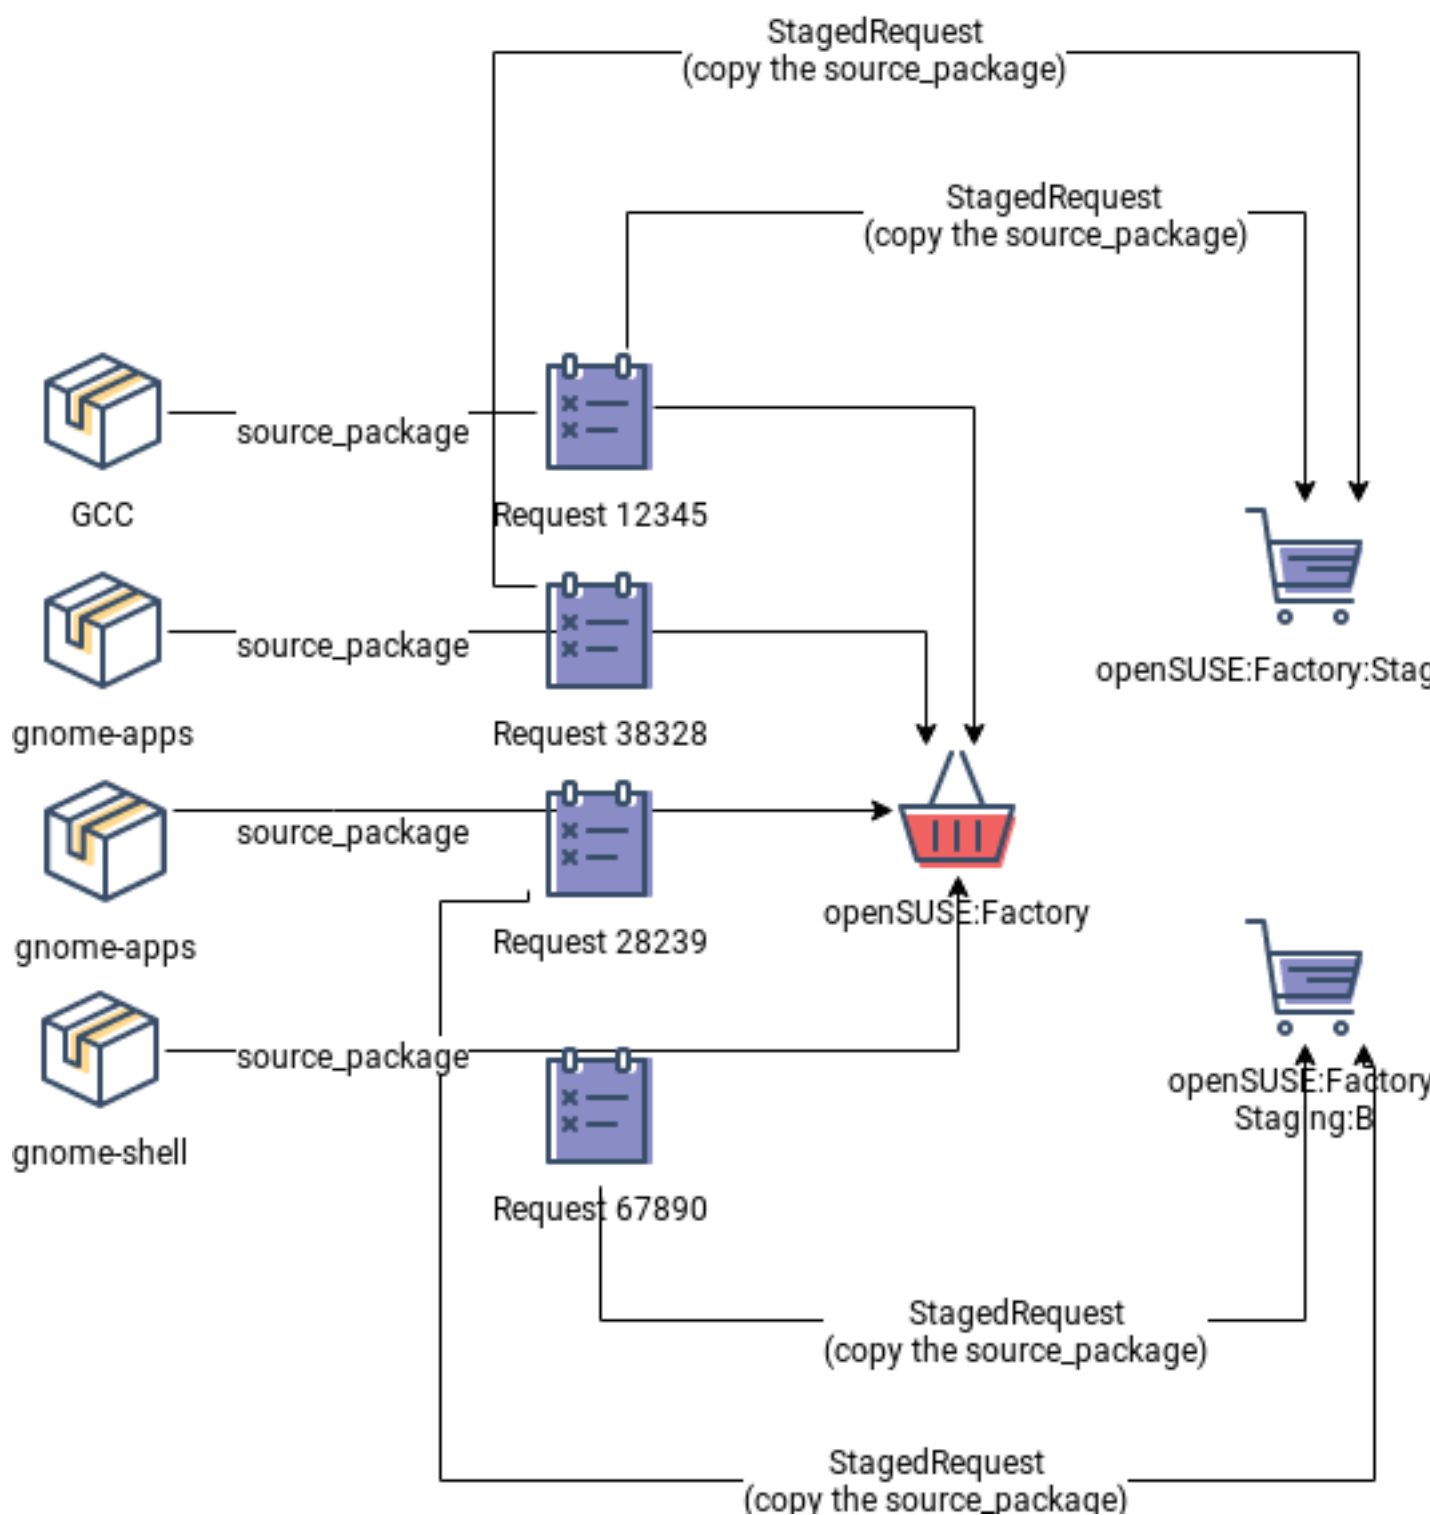 StagedRequest
(copy the source_package)
StagedRequest
(copy the source_package)
source_package
GCC
Request 12345
source_package
openSUSE:Factory:Stag
gnome-apps
Request 38328
source_package
openSUSE:Factory
gnome-apps
Request 28239
source_package
openSUSE:Factory
Staging:B
gnome-shell
Request 67890
StagedRequest
(copy the source_package)
StagedRequest
(copy the source_package)